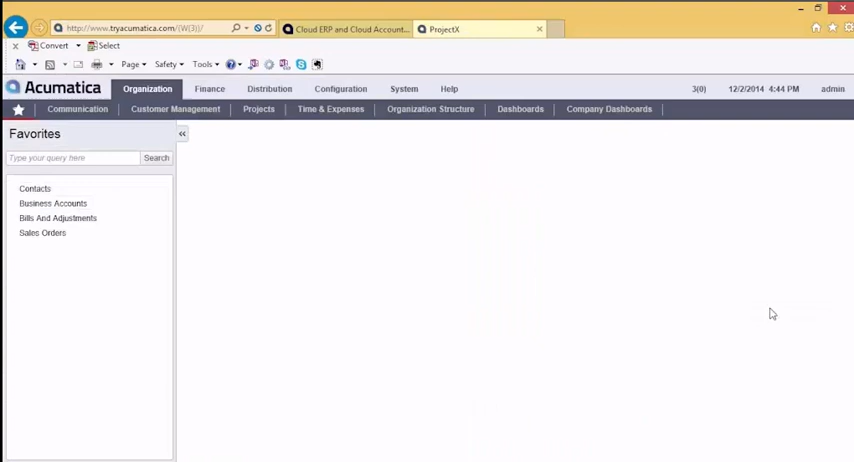 http://www.tryacumatica.com/(W(3))/ Cloud ERP and Cloud Account... ProjectX
x Convert Select
Page Safety Tools
Acumatica Organization Finance Distribution Configuration System Help 3(0) 12/2/2014 4:44 PM admin
Communication Customer Management Projects Time & Expenses Organization Structure Dashboards Company Dashboards
Favorites
Type your query here Search
Contacts
Business Accounts
Bills And Adjustments
Sales Orders